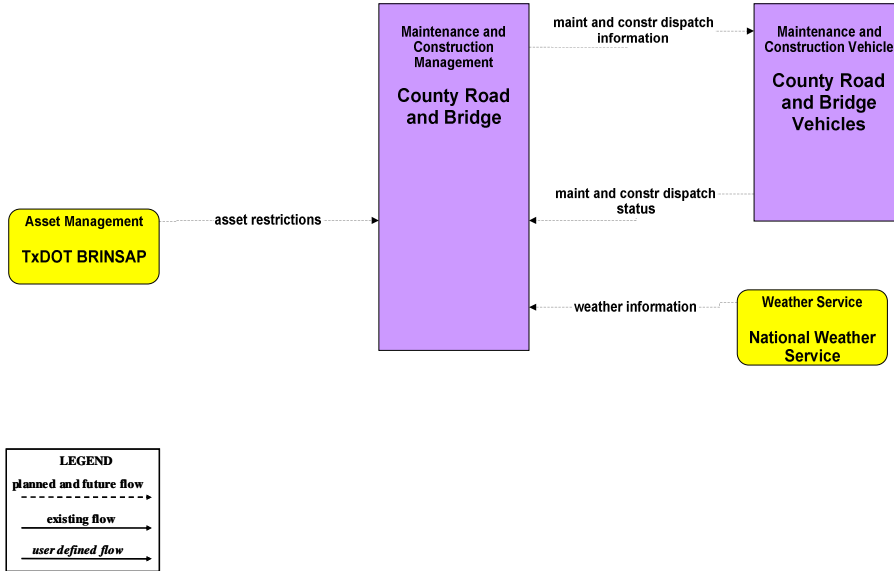 Maintenance and
Construction
Management
County Road
and Bridge
maint and constr dispatch
information
Maintenance and
Construction Vehicle
County Road
and Bridge
Vehicles
maint and constr dispatch
status
Asset Management
TxDOT BRINSAP
asset restrictions
weather information
Weather Service
National Weather
Service
LEGEND
planned and future flow
existing flow
user defined flow